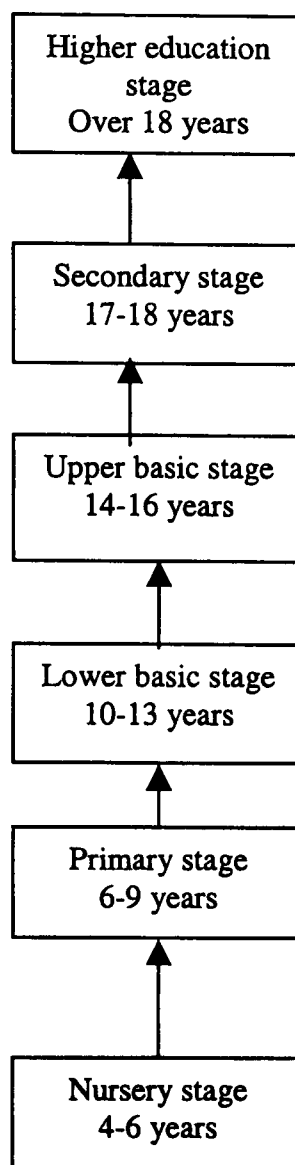 Higher education
stage
Over 18 years
Secondary stage
17-18 years
Upper basic stage
14-16 years
Lower basic stage
10-13 years
Primary stage
6-9 years
Nursery stage
4-6 years